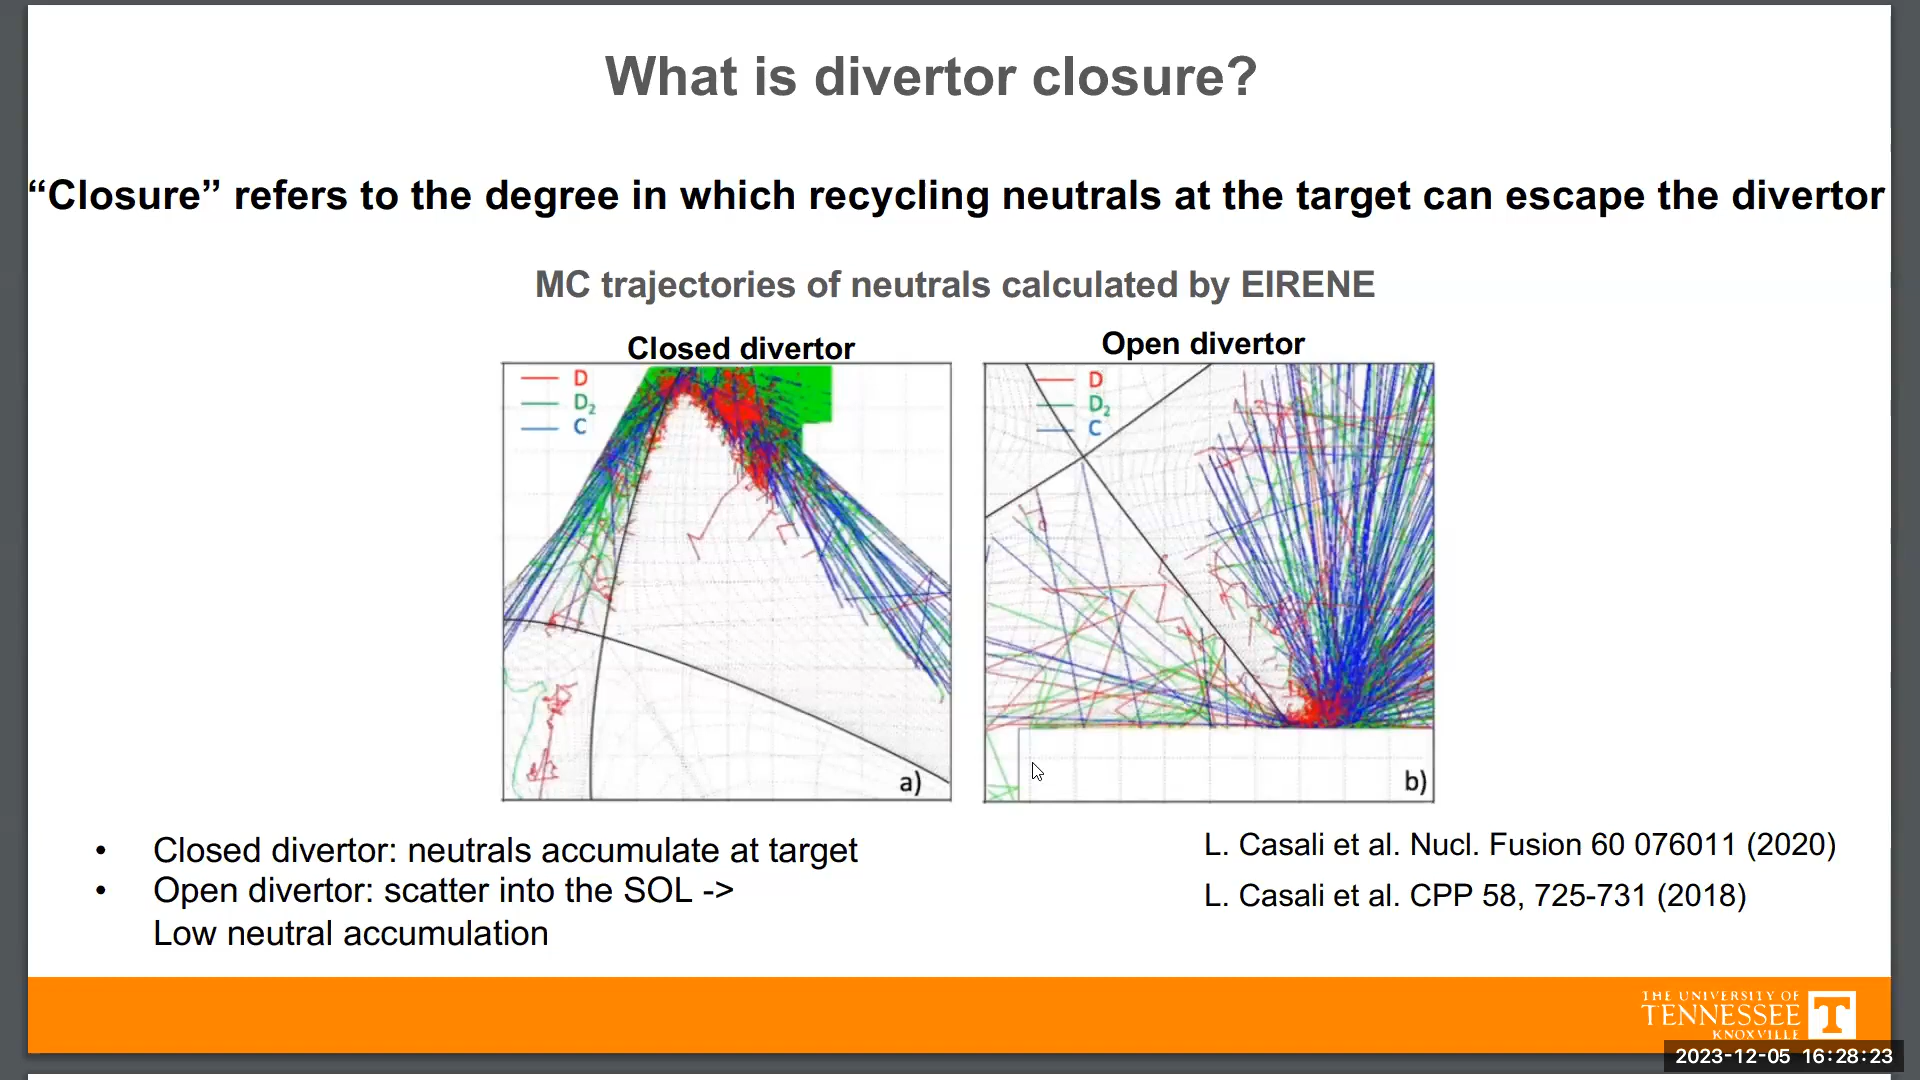 What is divertor closure?
“Closure” refers to the degree in which recycling neutrals at the target can escape the divertor
MC trajectories of neutrals calculated by EIRENE
Closed divertor
Open divertor
D
D2
C
a)
D
D2
C
b)
• Closed divertor: neutrals accumulate at target
• Open divertor: scatter into the SOL ->
Low neutral accumulation
L. Casali et al. Nucl. Fusion 60 076011 (2020)
L. Casali et al. CPP 58, 725-731 (2018)
THE UNIVERSITY OF
TENNESSEE
KNOXVILLE
T
2023-12-05 16:28:23